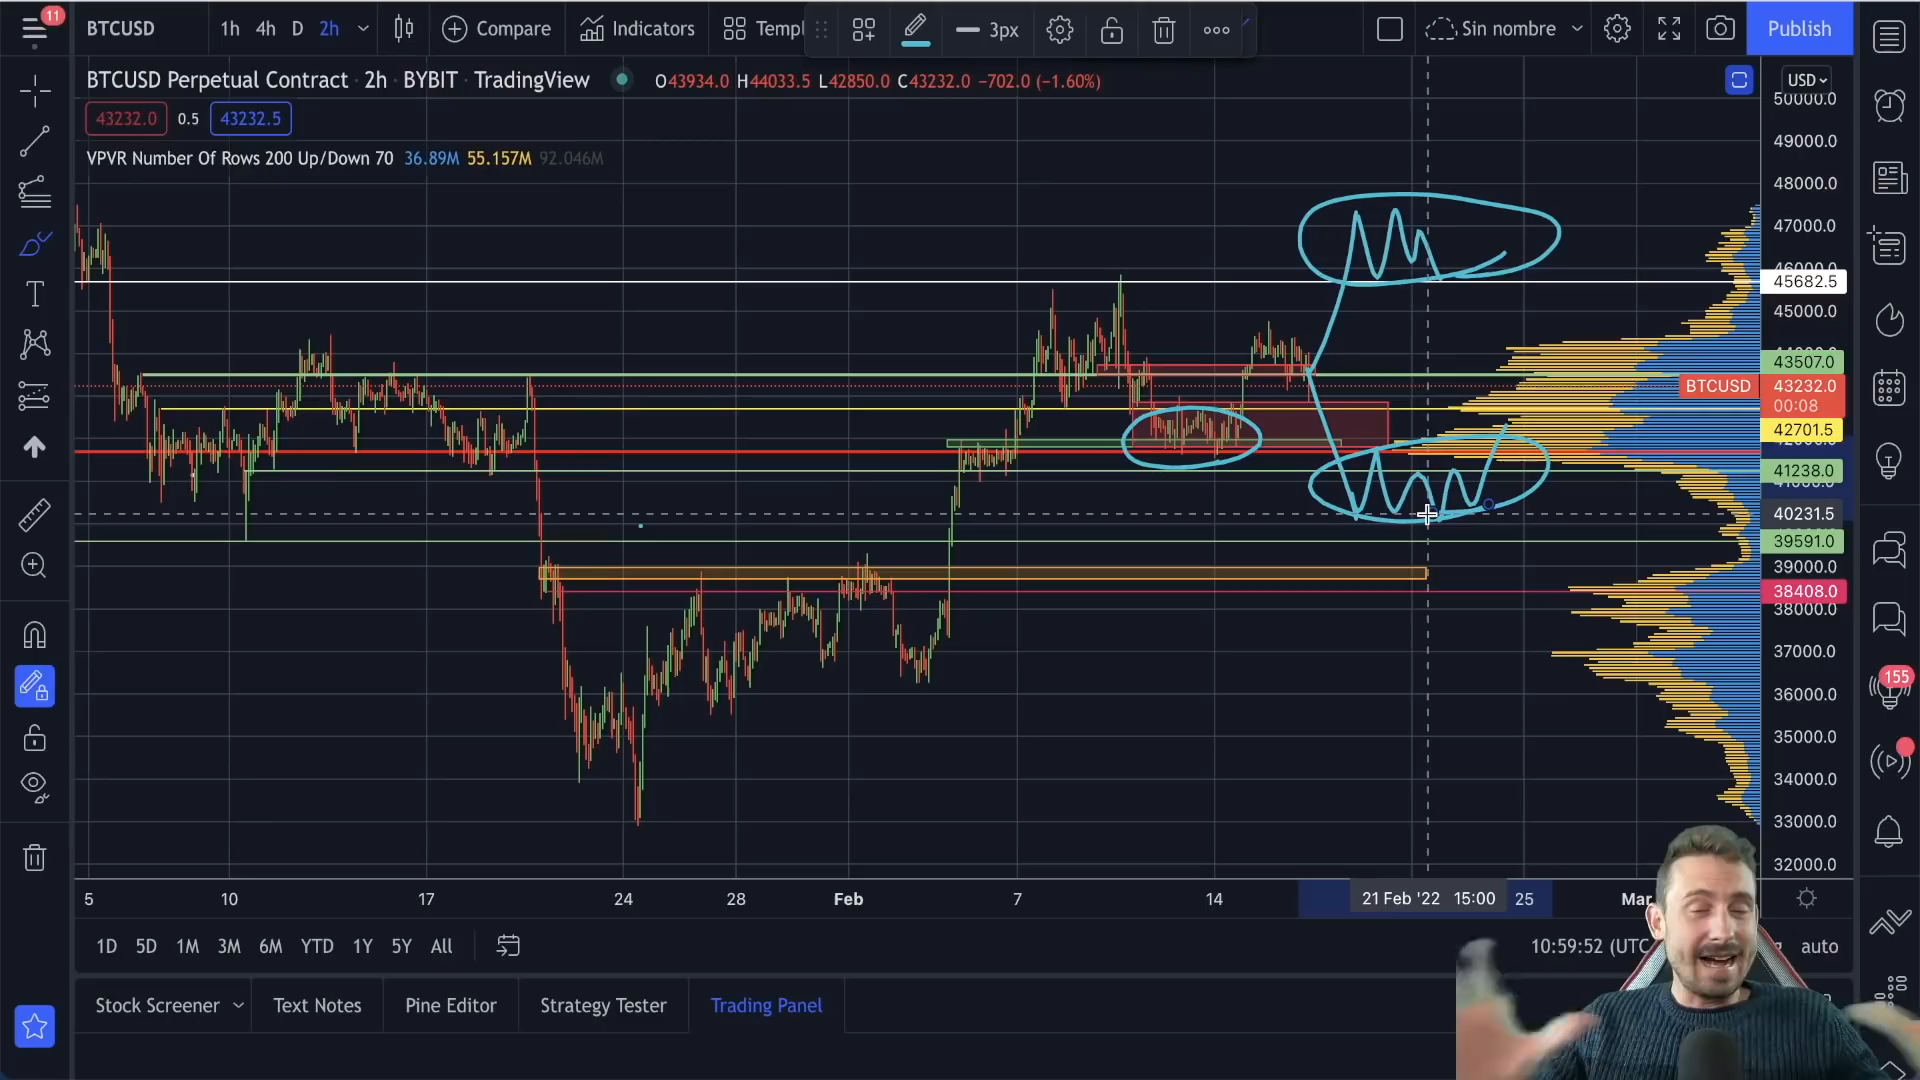 11
BTCUSD
1h 4h D 2h
Compare
Indicators
Templ
3px
Sin nombre
Publish
BTCUSD Perpetual Contract · 2h · BYBIT · TradingView
O43934.0 H44033.5 L42850.0 C43232.0 −702.0 (−1.60%)
USD
43232.0 0.5 43232.5
VPVR Number Of Rows 200 Up/Down 70 36.89M 55.157M 92.046M
50000.0
49000.0
48000.0
47000.0
46000.0
45682.5
45000.0
43507.0
BTCUSD 43232.0
00:08
42701.5
41238.0
40231.5
39591.0
39000.0
38408.0
38000.0
37000.0
36000.0
35000.0
34000.0
33000.0
32000.0
155
5 10 17 24 28 Feb 7 14 21 Feb '22 15:00 25 Mar
1D 5D 1M 3M 6M YTD 1Y 5Y All
10:59:52 (UTC
auto
Stock Screener Text Notes Pine Editor Strategy Tester Trading Panel